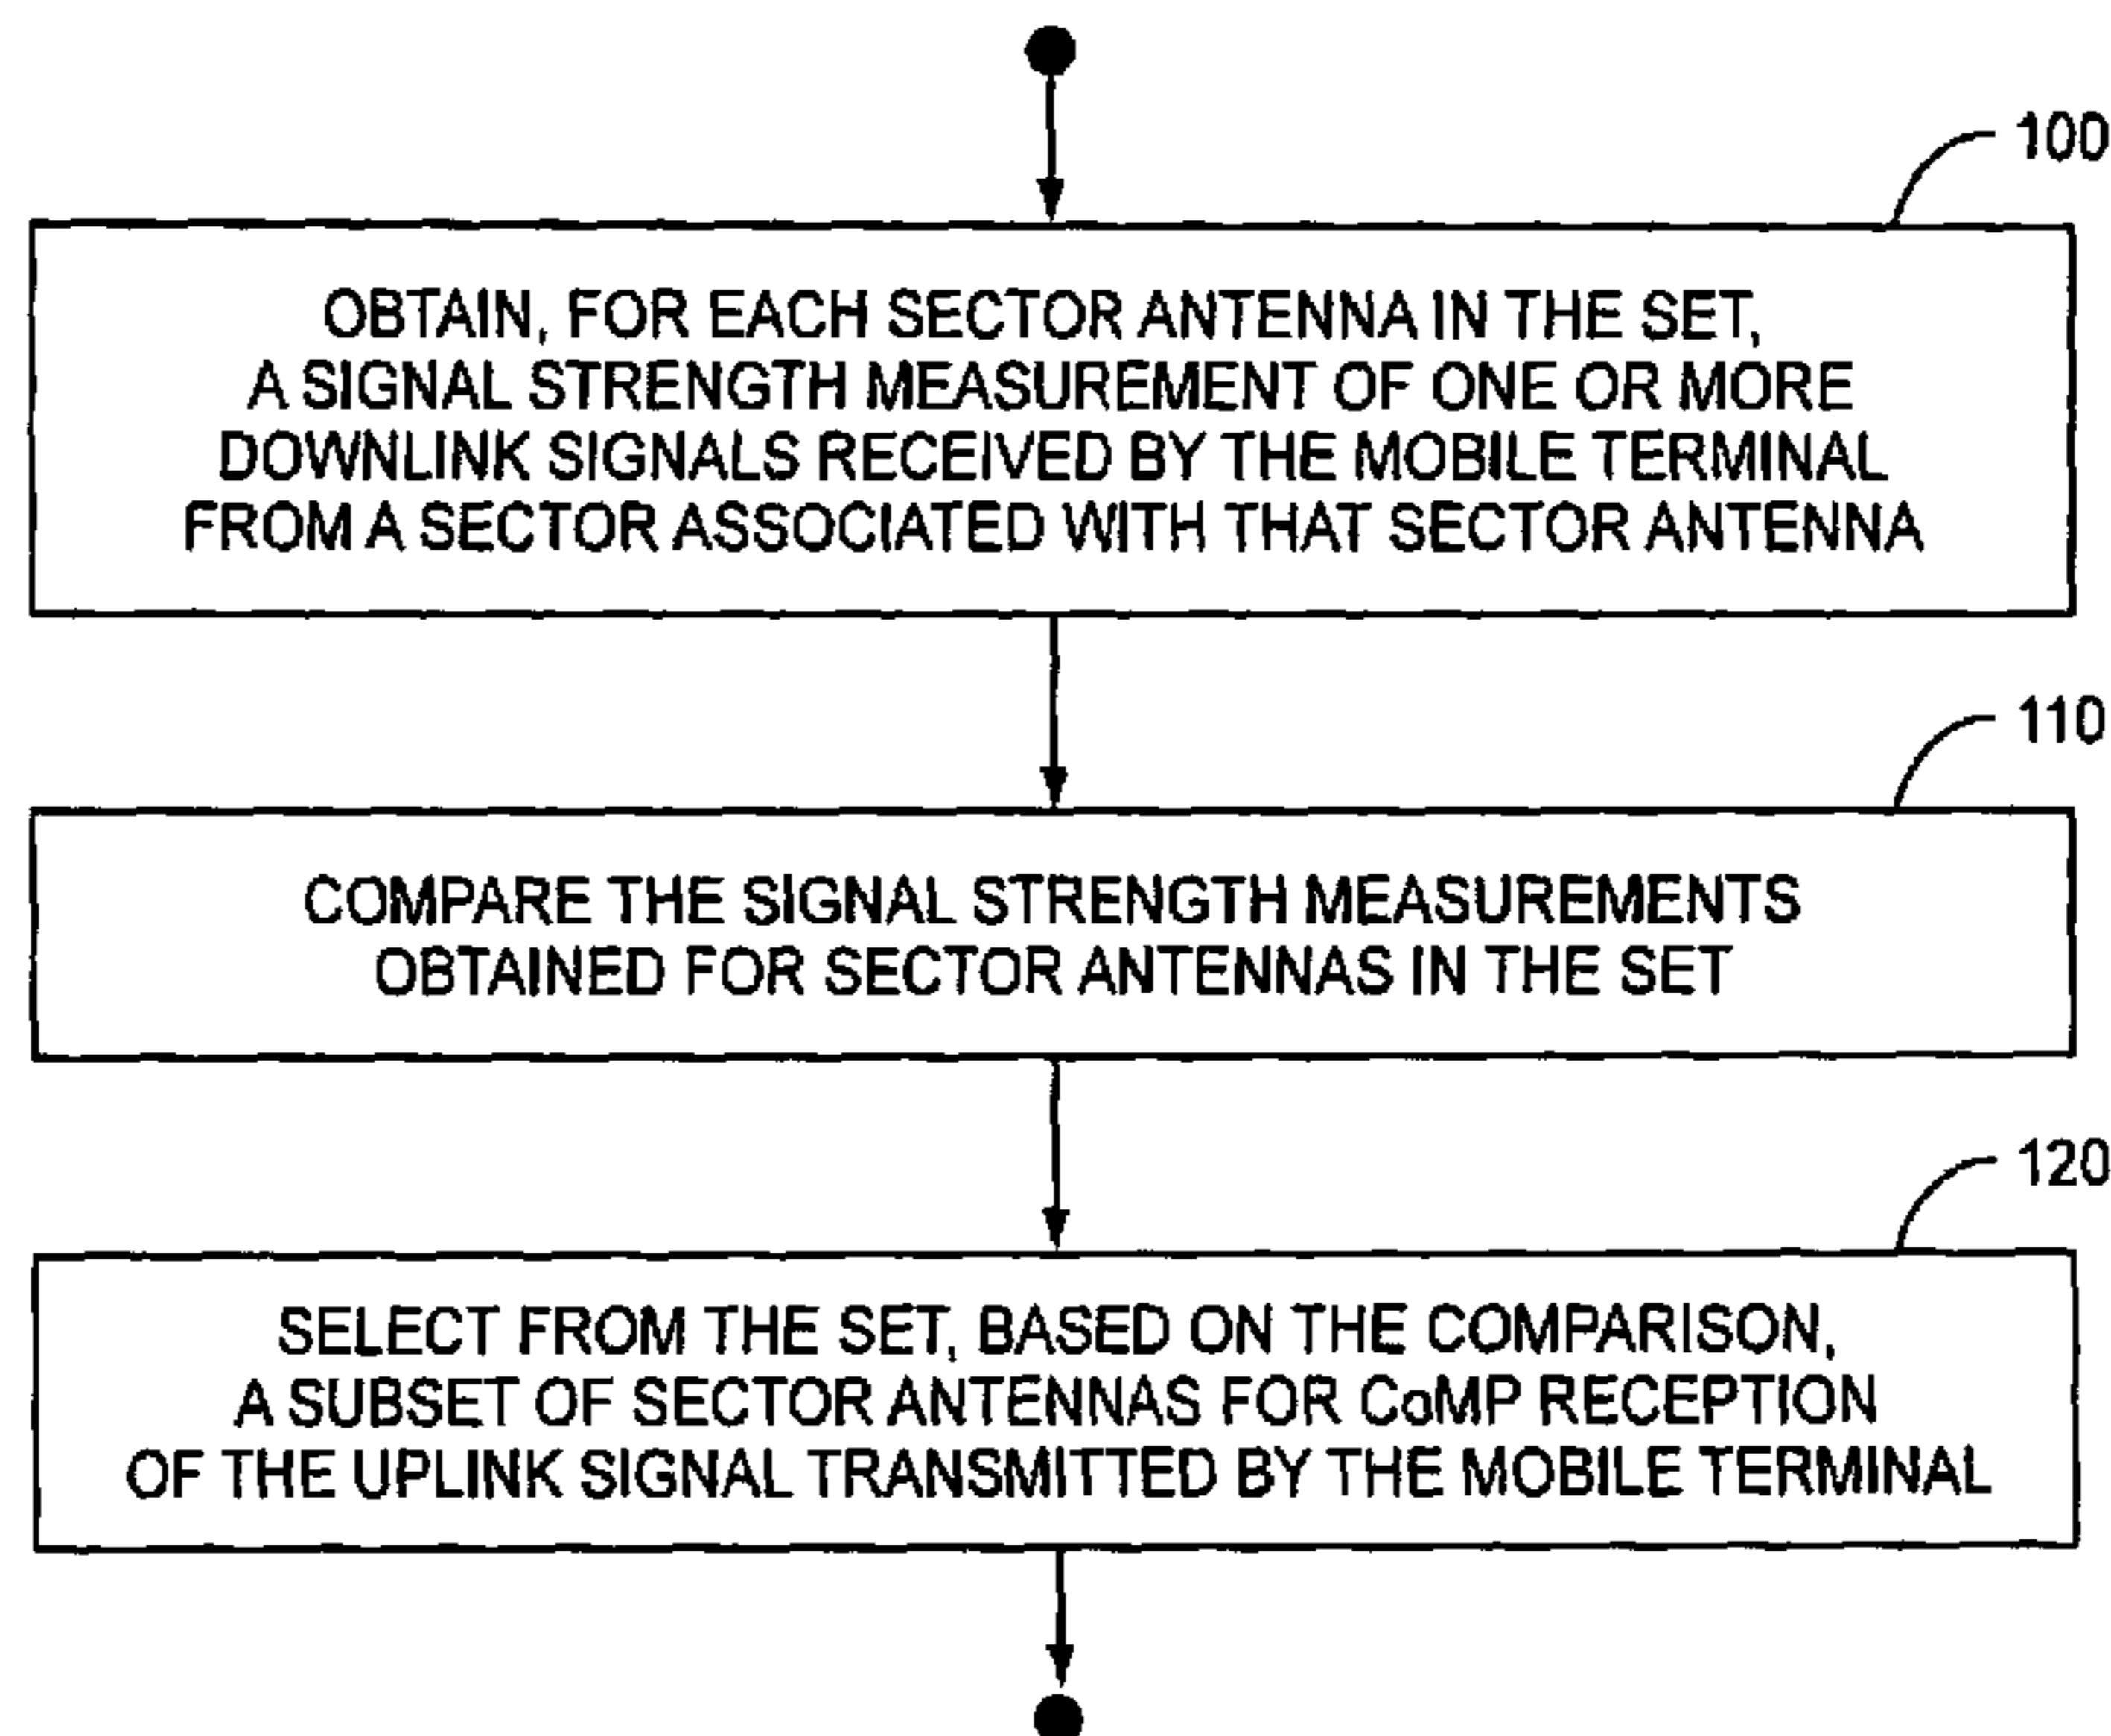 100
OBTAIN, FOR EACH SECTOR ANTENNA IN THE SET,
A SIGNAL STRENGTH MEASUREMENT OF ONE OR MORE
DOWNLINK SIGNALS RECEIVED BY THE MOBILE TERMINAL
FROM A SECTOR ASSOCIATED WITH THAT SECTOR ANTENNA
110
COMPARE THE SIGNAL STRENGTH MEASUREMENTS
OBTAINED FOR SECTOR ANTENNAS IN THE SET
120
SELECT FROM THE SET, BASED ON THE COMPARISON,
A SUBSET OF SECTOR ANTENNAS FOR CoMP RECEPTION
OF THE UPLINK SIGNAL TRANSMITTED BY THE MOBILE TERMINAL